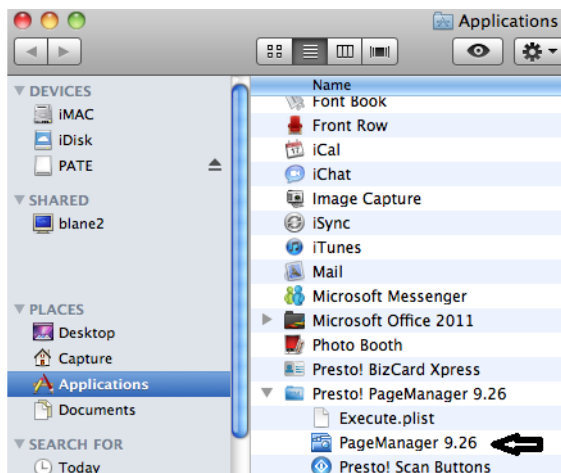 Applications
DEVICES
iMAC
iDisk
PATE
SHARED
blane2
PLACES
Desktop
Capture
Applications
Documents
SEARCH FOR
Today
Name
Font Book
Front Row
iCal
iChat
Image Capture
iSync
iTunes
Mail
Microsoft Messenger
Microsoft Office 2011
Photo Booth
Presto! BizCard Xpress
Presto! PageManager 9.26
Execute.plist
PageManager 9.26
Presto! Scan Buttons